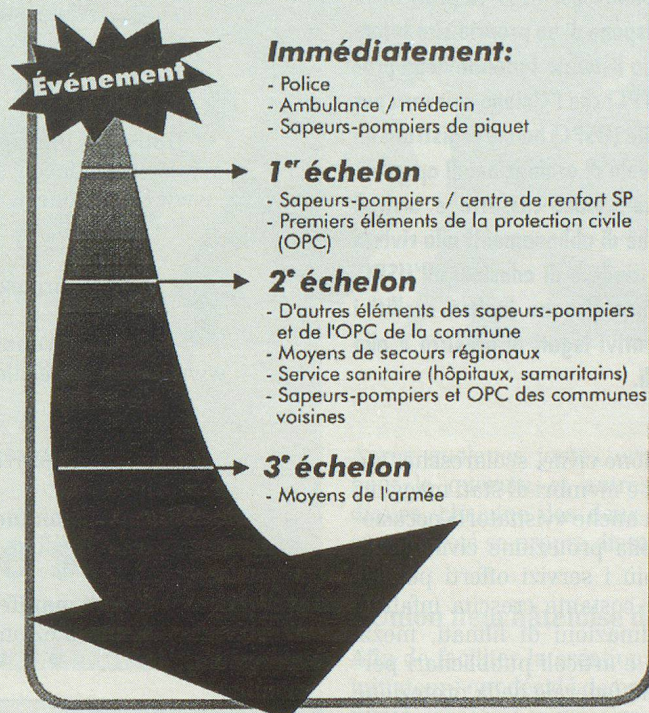 Événement
Immédiatement:
- Police
- Ambulance / médecin
- Sapeurs-pompiers de piquet
1er échelon
- Sapeurs-pompiers / centre de renfort SP
- Premiers éléments de la protection civile
(OPC)
2e échelon
- D'autres éléments des sapeurs-pompiers
et de l'OPC de la commune
- Moyens de secours régionaux
- Service sanitaire (hôpitaux, samaritains)
- Sapeurs-pompiers et OPC des communes
voisines
3e échelon
- Moyens de l'armée